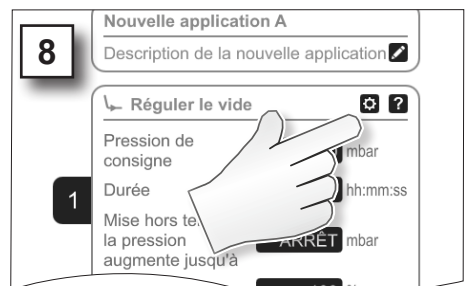 8
Nouvelle application A
Description de la nouvelle application
Réguler le vide ?
Pression de
consigne
mbar
1
Durée
hh:mm:ss
Mise hors
la pression
augmente jusqu'à
ARRÊT mbar